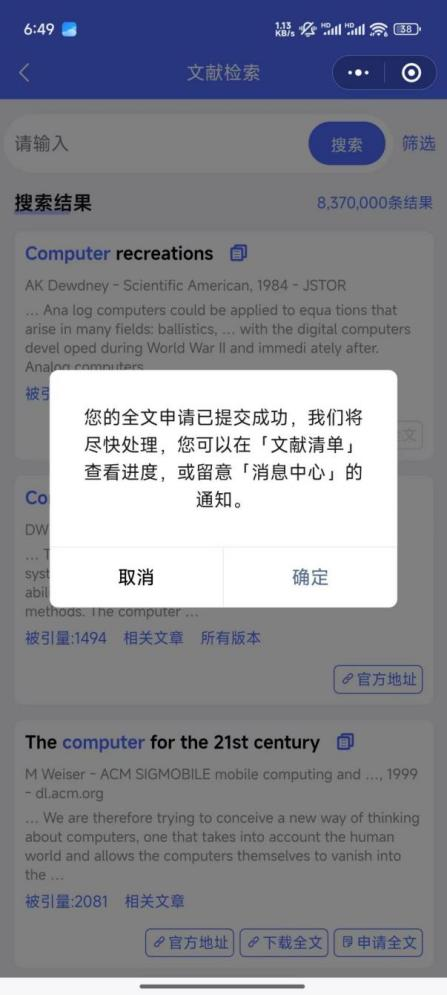 6:49
1.13 KB/s HD HD 38
文献检索
请输入
搜索
筛选
搜索结果
8,370,000条结果
Computer recreations
AK Dewdney - Scientific American, 1984 - JSTOR
... Ana log computers could be applied to equa tions that
arise in many fields: ballistics, ... with the digital computers
devel oped during World War II and immedi ately after.
Analog computers
被引
全文
您的全文申请已提交成功，我们将
尽快处理，您可以在「文献清单」
查看进度，或留意「消息中心」的
通知。
取消
确定
Co
DW
... T
syst
abili
methods. The computer ...
被引量:1494 相关文章 所有版本
官方地址
The computer for the 21st century
M Weiser - ACM SIGMOBILE mobile computing and ..., 1999
- dl.acm.org
... We are therefore trying to conceive a new way of thinking
about computers, one that takes into account the human
world and allows the computers themselves to vanish into
the ...
被引量:2081 相关文章
官方地址 下载全文 申请全文